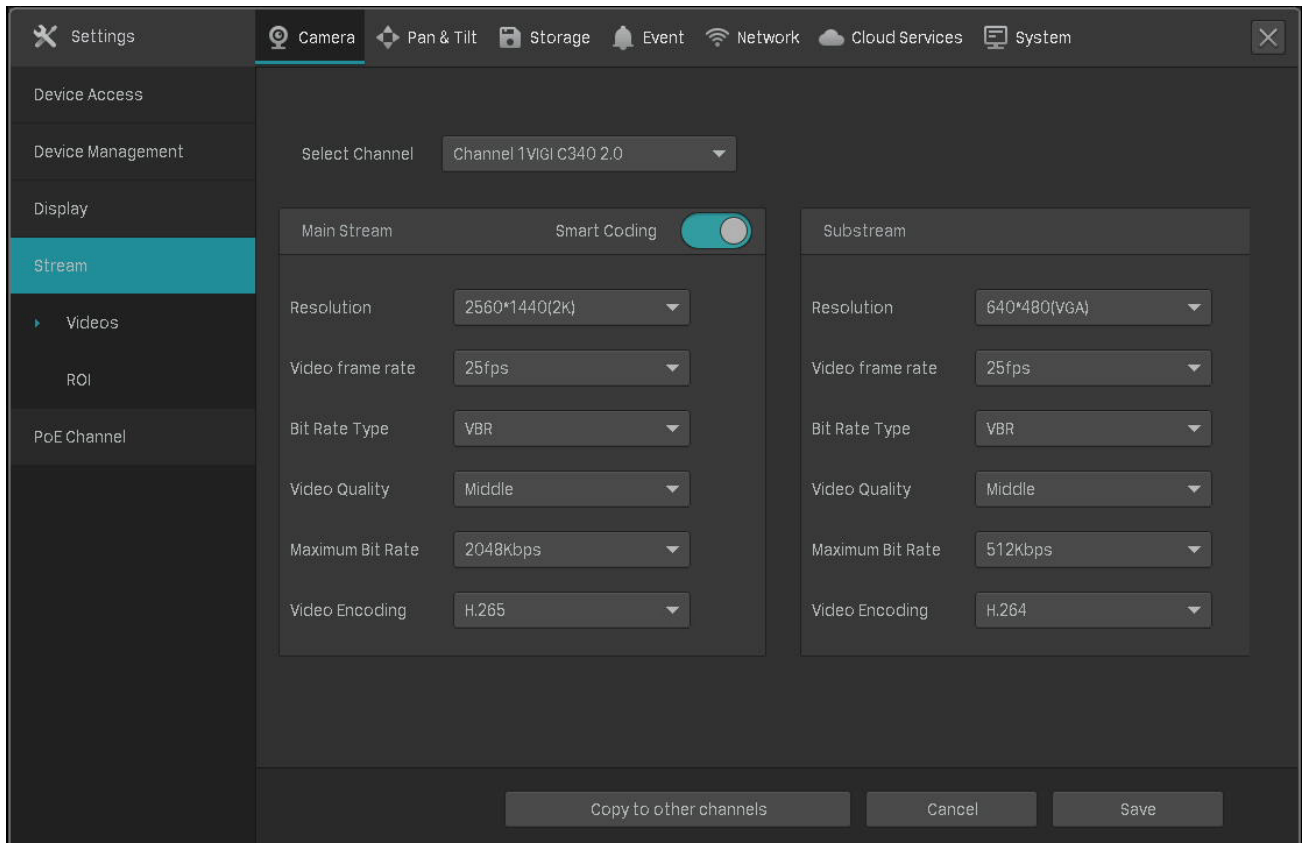 Settings
Camera
Pan & Tilt
Storage
Event
Network
Cloud Services
System
Device Access
Device Management
Display
Stream
Videos
ROI
PoE Channel
Select Channel
Channel 1VIGI C340 2.0
Main Stream
Smart Coding
Resolution
2560*1440(2K)
Video frame rate
25fps
Bit Rate Type
VBR
Video Quality
Middle
Maximum Bit Rate
2048Kbps
Video Encoding
H.265
Substream
Resolution
640*480(VGA)
Video frame rate
25fps
Bit Rate Type
VBR
Video Quality
Middle
Maximum Bit Rate
512Kbps
Video Encoding
H.264
Copy to other channels
Cancel
Save